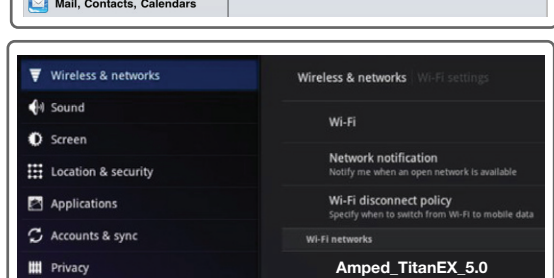 Mail, Contacts, Calendars
Wireless & networks
Sound
Screen
Location & security
Applications
Accounts & sync
Privacy
Wireless & networks Wi-Fi settings
Wi-Fi
Network notification
Notify me when an open network is available
Wi-Fi disconnect policy
Specify when to switch from Wi-Fi to mobile data
Wi-Fi networks
Amped_TitanEX_5.0